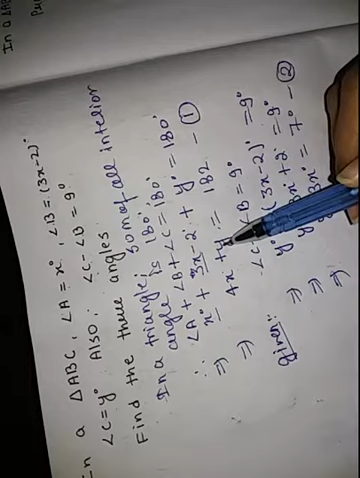 In a ΔABC, ∠A = x°, ∠B = (3x-2)°
∠C = y° Also, ∠C - ∠B = 9°
Find the three angles.
In a triangle, sum of all interior
angle is 180°.
∴ ∠A + ∠B + ∠C = 180°
⇒ x° + 3x - 2 + y° = 180°
⇒ 4x + y = 182 - ①
given: ∠C - ∠B = 9°
⇒ y° - (3x-2)° = 9°
⇒ y° - 3x + 2° = 9°
⇒ 3x° = 7° - ②
In a ΔAB